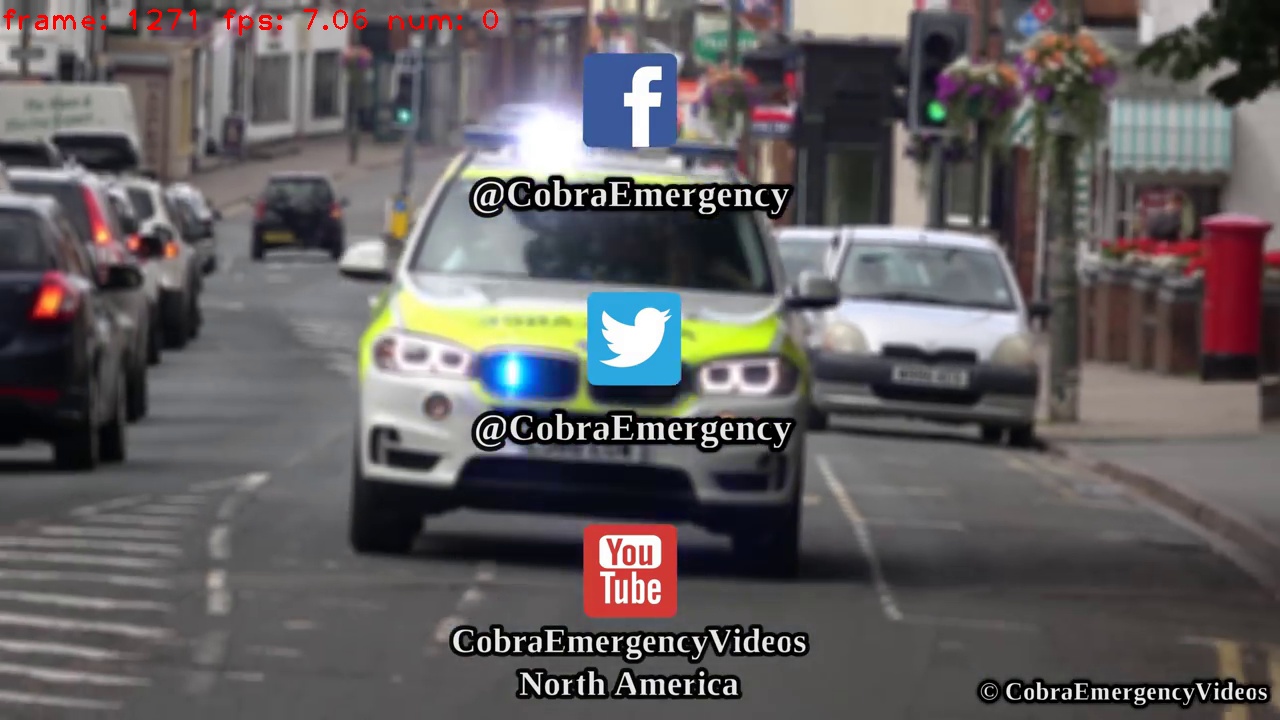 frame: 1271 fps: 7.06 num: 0
f
@CobraEmergency
@CobraEmergency
You
Tube
CobraEmergencyVideos
North America
© CobraEmergencyVideos